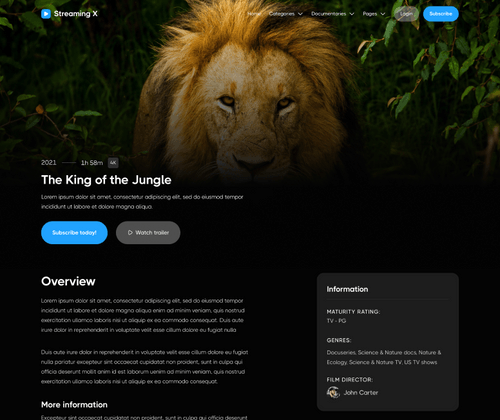 Streaming X
Home Categories Documentaries Pages Login Subscribe
2021 1h 58m 4K
The King of the Jungle
Lorem ipsum dolor sit amet, consectetur adipiscing elit, sed do eiusmod tempor
incididunt ut labore et dolore magna aliqua.
Subscribe today! Watch trailer
Overview
Lorem ipsum dolor sit amet, consectetur adipiscing elit, sed do eiusmod tempor
incididunt ut labore et dolore magna aliqua enim ad minim veniam, quis nostrud
exercitation ullamco laboris nisi ut aliquip ex ea commodo consequat. Duis aute
irure dolor in reprehenderit in voluptate velit esse cillum dolore eu fugiat nulla
Duis aute irure dolor in reprehenderit in voluptate velit esse cillum dolore eu fugiat
nulla pariatur excepteur sint occaecat cupidatat non proident, sunt in culpa qui
officia deserunt mollit anim id est laborum uenim ad minim veniam, quis nostrud
exercitation ullamco laboris nisi ut aliquip ex ea commodo consequat.
More information
Excepteur sint occaecat cupidatat non proident, sunt in culpa qui officia deserunt
Information
MATURITY RATING:
TV - PG
GENRES:
Docuseries, Science & Nature docs, Nature &
Ecology, Science & Nature TV, US TV shows
FILM DIRECTOR:
John Carter